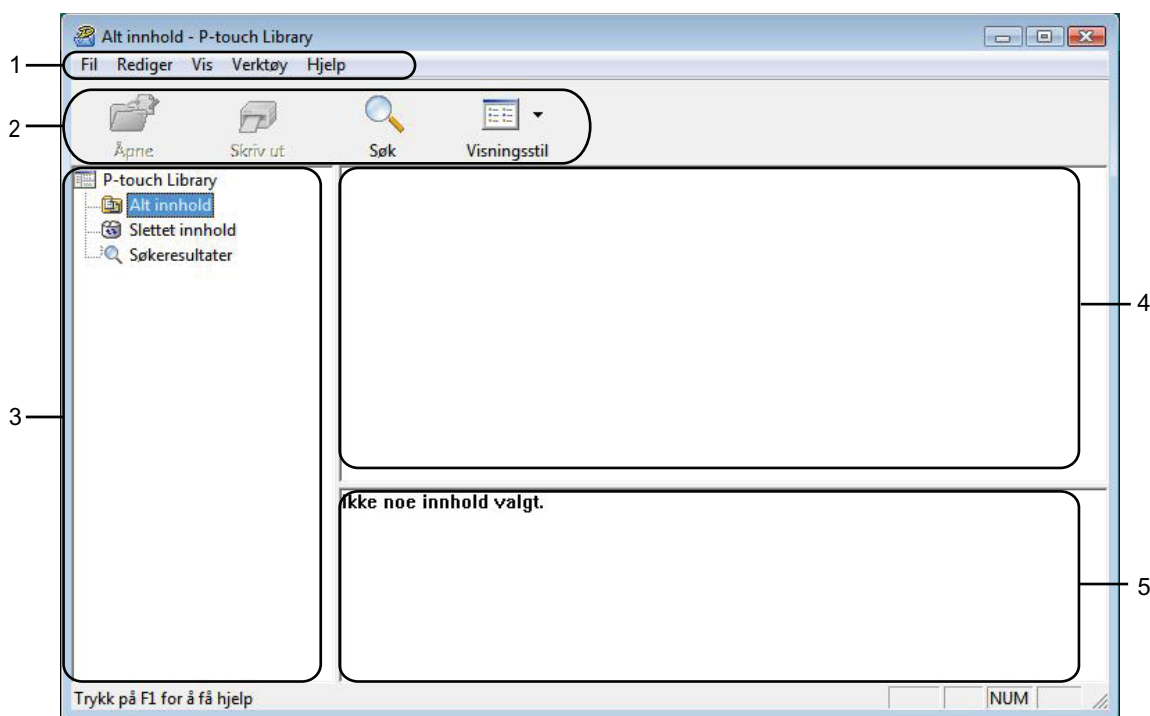 Alt innhold - P-touch Library
1
Fil Rediger Vis Verktøy Hjelp
2
Åpne Skriv ut Søk Visningsstil
P-touch Library
Alt innhold
Slettet innhold
Søkeresultater
3
4
Ikke noe innhold valgt.
5
Trykk på F1 for å få hjelp
NUM